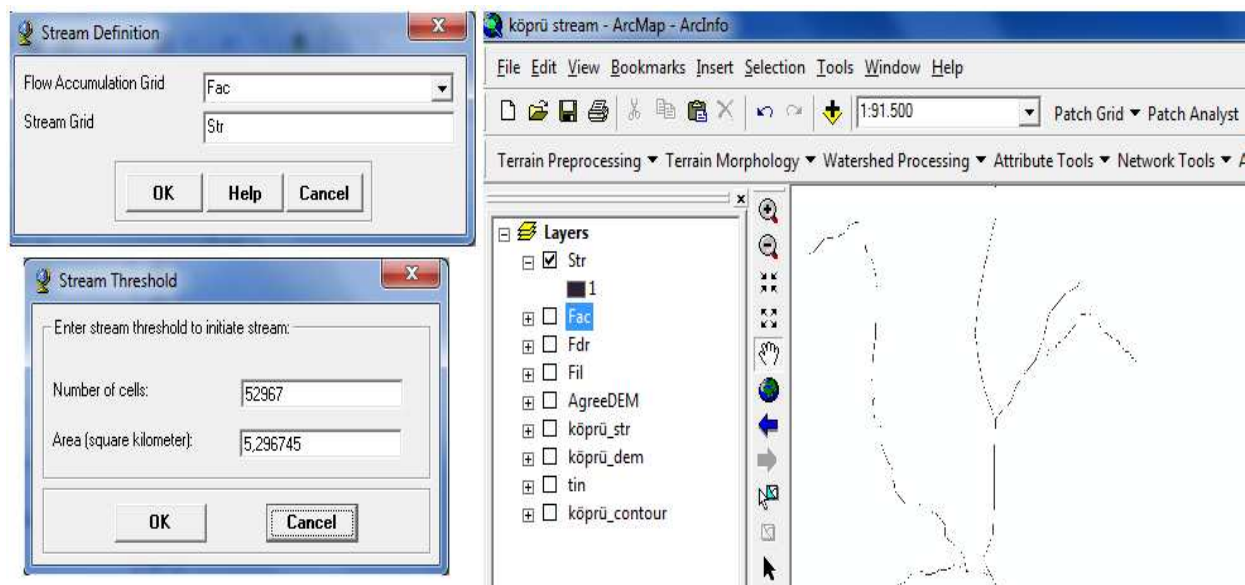 Stream Definition
Flow Accumulation Grid
Fac
Stream Grid
Str
OK
Help
Cancel
Stream Threshold
Enter stream threshold to initiate stream:
Number of cells:
52967
Area (square kilometer):
5,296745
OK
Cancel
köprü stream - ArcMap - ArcInfo
File Edit View Bookmarks Insert Selection Tools Window Help
1:91.500
Patch Grid Patch Analyst
Terrain Preprocessing Terrain Morphology Watershed Processing Attribute Tools Network Tools
Layers
Str
1
Fac
Fdr
Fil
AgreeDEM
köprü_str
köprü_dem
tin
köprü_contour